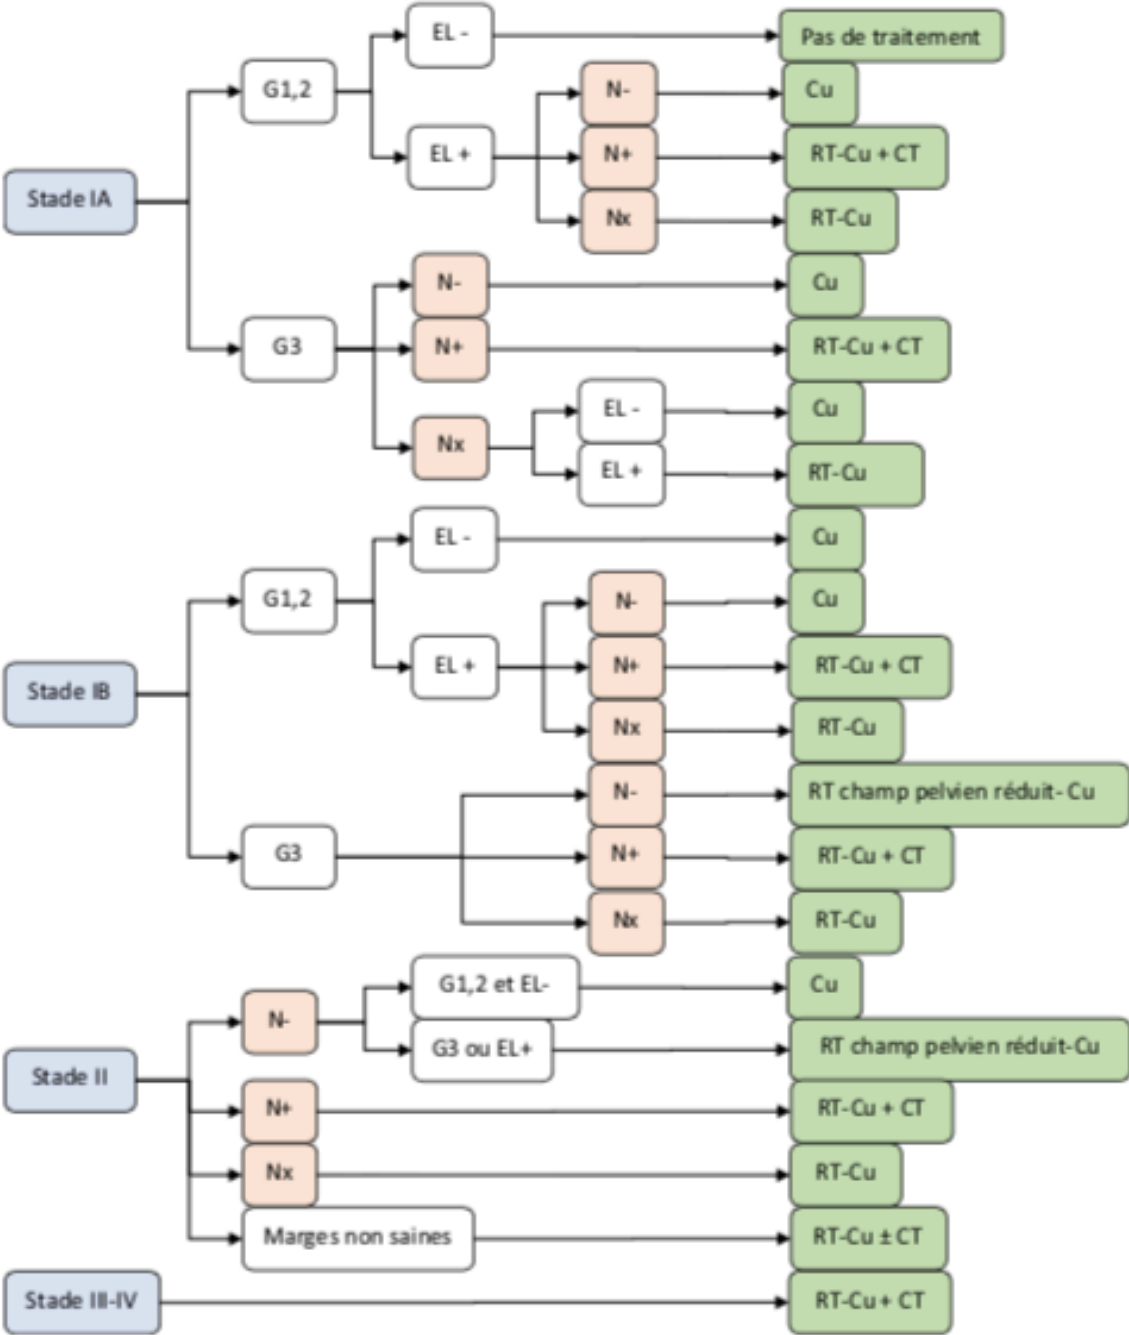 EL -
Pas de traitement
G1,2
N-
Cu
EL +
N+
RT-Cu + CT
Stade IA
Nx
RT-Cu
N-
Cu
G3
N+
RT-Cu + CT
EL -
Cu
Nx
EL +
RT-Cu
EL -
Cu
G1,2
N-
Cu
EL +
N+
RT-Cu + CT
Stade IB
Nx
RT-Cu
N-
RT champ pelvien réduit- Cu
G3
N+
RT-Cu + CT
Nx
RT-Cu
G1,2 et EL-
Cu
N-
G3 ou EL+
RT champ pelvien réduit-Cu
Stade II
N+
RT-Cu + CT
Nx
RT-Cu
Marges non saines
RT-Cu ± CT
Stade III-IV
RT-Cu + CT